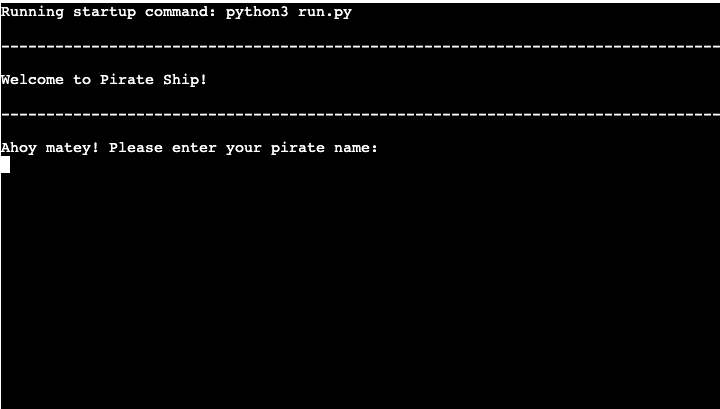 Running startup command: python3 run.py
--------------------------------------------------------------------------------
Welcome to Pirate Ship!
--------------------------------------------------------------------------------
Ahoy matey! Please enter your pirate name: